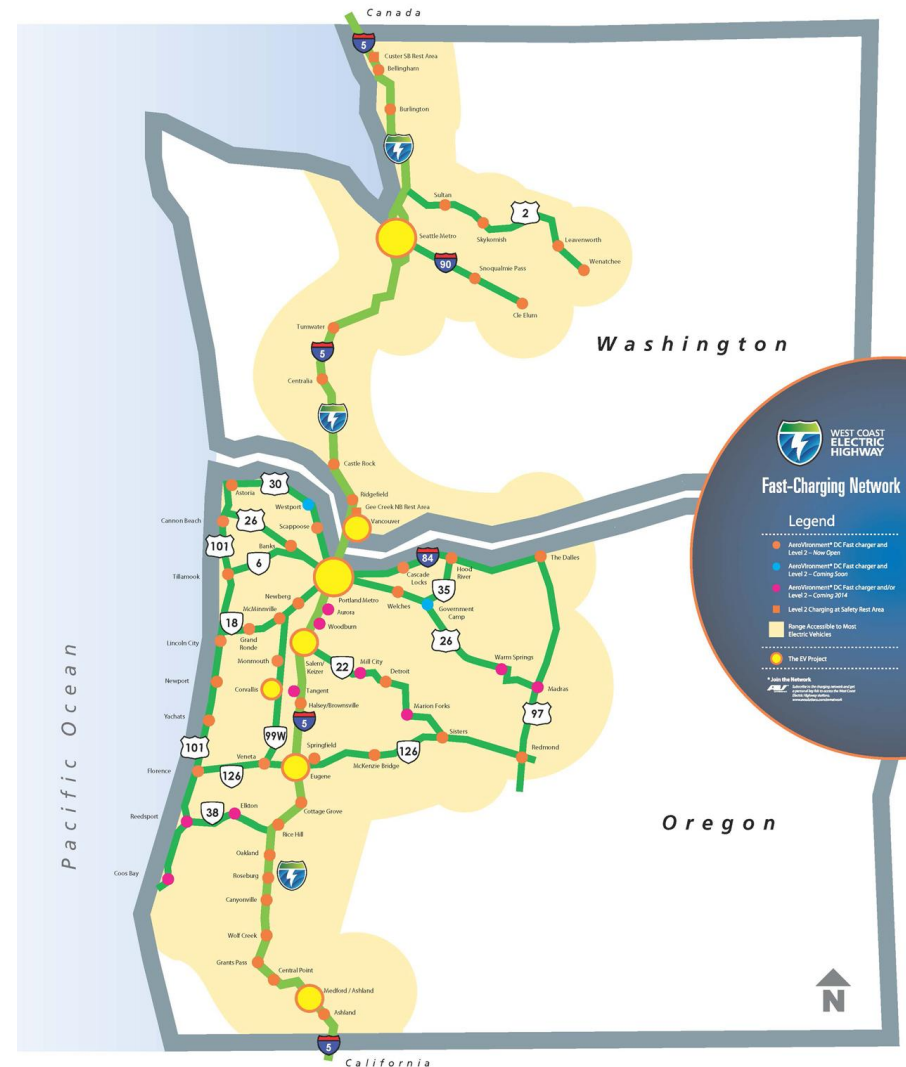 Canada
5
Custer SB Rest Area
Bellingham
Burlington
Sultan
2
Skykomish
Leavenworth
Wenatchee
Seattle Metro
90
Snoqualmie Pass
Cle Elum
Tumwater
5
Washington
Centralia
Castle Rock
Ridgefield
Gee Creek NB Rest Area
Vancouver
WEST COAST
ELECTRIC
HIGHWAY
Fast-Charging Network
Legend
AeroVironment® DC Fast charger and
Level 2 – Now Open
AeroVironment® DC Fast charger and
Level 2 – Coming Soon
AeroVironment® DC Fast charger and/or
Level 2 – Coming 2014
Level 2 Charging at Safety Rest Area
Range Accessible to Most
Electric Vehicles
The EV Project
* Join the Network
AV
Astoria
30
Westport
Scappoose
Cannon Beach
26
101
Banks
6
Tillamook
84
Cascade
Locks
Hood
River
The Dalles
35
Portland Metro
Welches
Government
Camp
Newberg
Aurora
McMinnville
Woodburn
18
Grand
Ronde
26
Lincoln City
Monmouth
Salem/
Keizer
22
Mill City
Detroit
Warm Springs
Madras
Newport
Corvallis
Tangent
Halsey/Brownsville
Marion Forks
97
Yachats
5
99W
Sisters
101
Veneta
Springfield
126
Redmond
McKenzie Bridge
Florence
126
Eugene
Pacific Ocean
Reedsport
38
Elkton
Cottage Grove
Rice Hill
Oregon
Oakland
Coos Bay
Roseburg
Canyonville
Wolf Creek
Grants Pass
Central Point
Medford / Ashland
Ashland
N
5
California